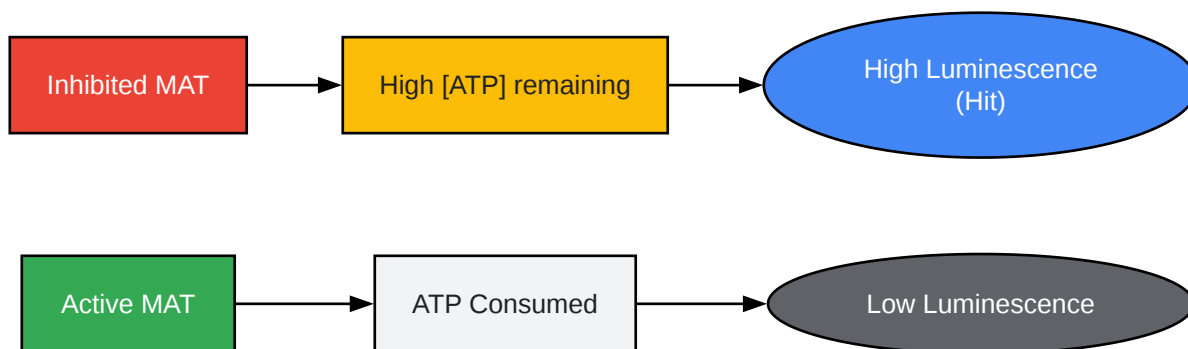 Inhibited MAT
High [ATP] remaining
High Luminescence
(Hit)
Active MAT
ATP Consumed
Low Luminescence